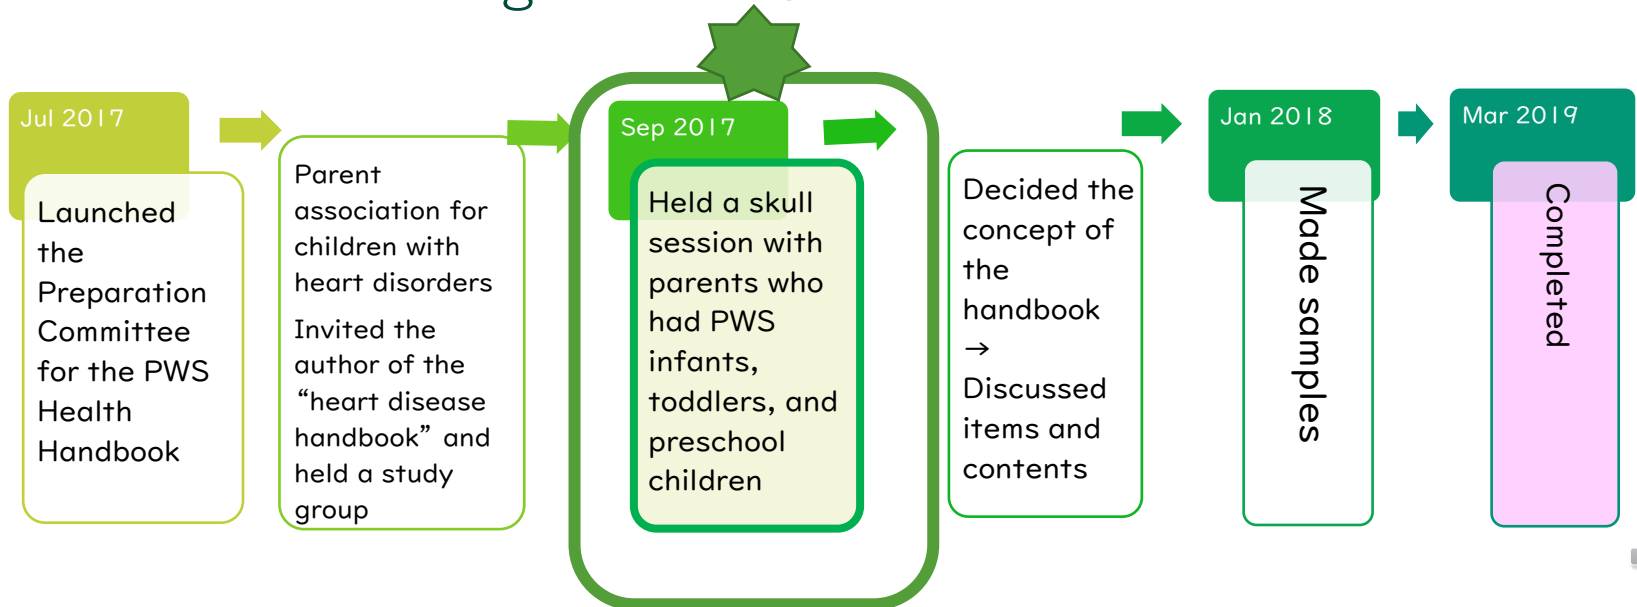 Jul 2017
Launched
the
Preparation
Committee
for the PWS
Health
Handbook
Parent
association for
children with
heart disorders
Invited the
author of the
“heart disease
handbook” and
held a study
group
Sep 2017
Held a skull
session with
parents who
had PWS
infants,
toddlers, and
preschool
children
Decided the
concept of
the
handbook
→
Discussed
items and
contents
Jan 2018
Made samples
Mar 2019
Completed